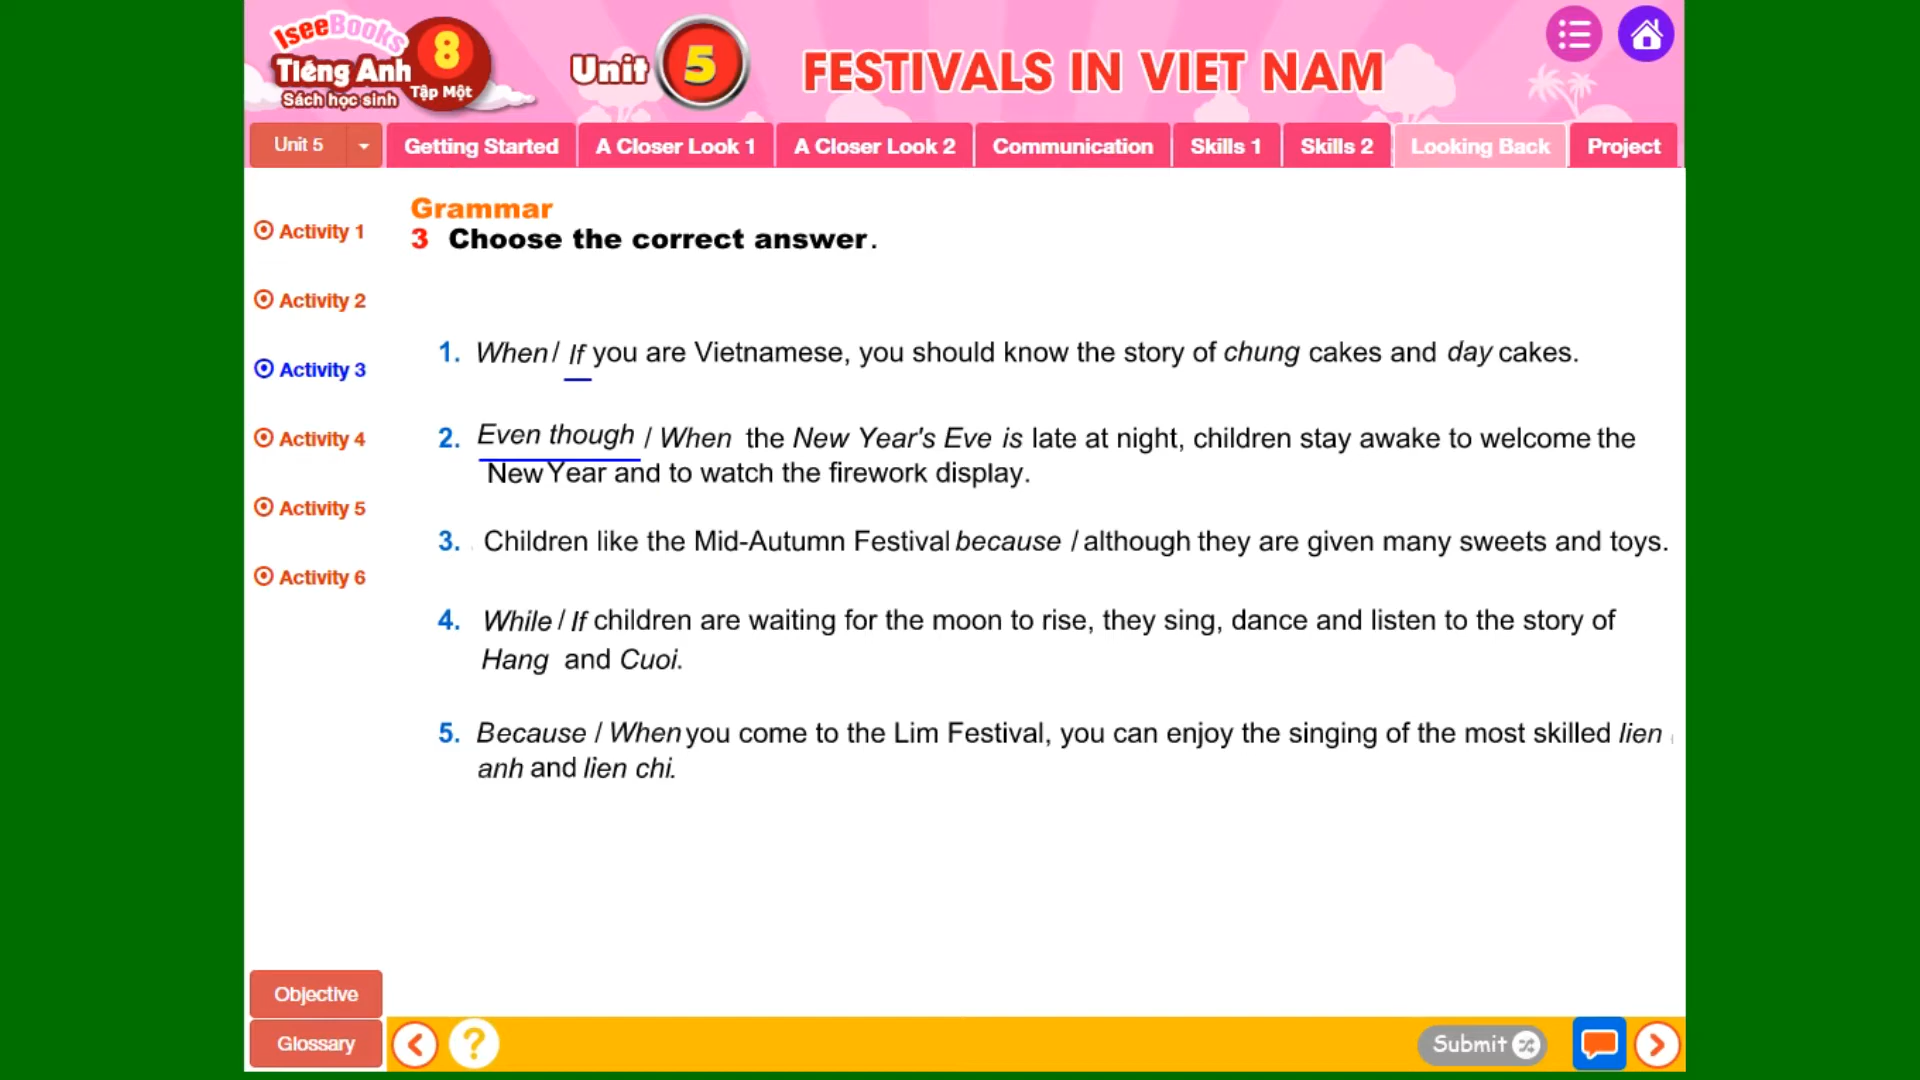 IseeBooks
Tiếng Anh 8
Sách học sinh Tập Một
Unit 5
FESTIVALS IN VIET NAM
Unit 5 Getting Started A Closer Look 1 A Closer Look 2 Communication Skills 1 Skills 2 Looking Back Project
Activity 1
Activity 2
Activity 3
Activity 4
Activity 5
Activity 6
Grammar
3 Choose the correct answer.
1. When / If you are Vietnamese, you should know the story of chung cakes and day cakes.
2. Even though / When the New Year's Eve is late at night, children stay awake to welcome the
New Year and to watch the firework display.
3. Children like the Mid-Autumn Festival because / although they are given many sweets and toys.
4. While / If children are waiting for the moon to rise, they sing, dance and listen to the story of
Hang and Cuoi.
5. Because / When you come to the Lim Festival, you can enjoy the singing of the most skilled lien
anh and lien chi.
Objective
Glossary
?
Submit